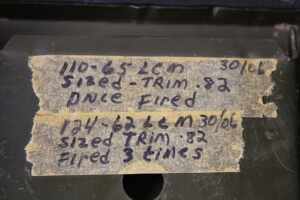 110-65 LCM 30/06
Sized - TRIM .82
ONCE Fired
124-62 LCM 30/06
Sized TRIM .82
Fired 3 times